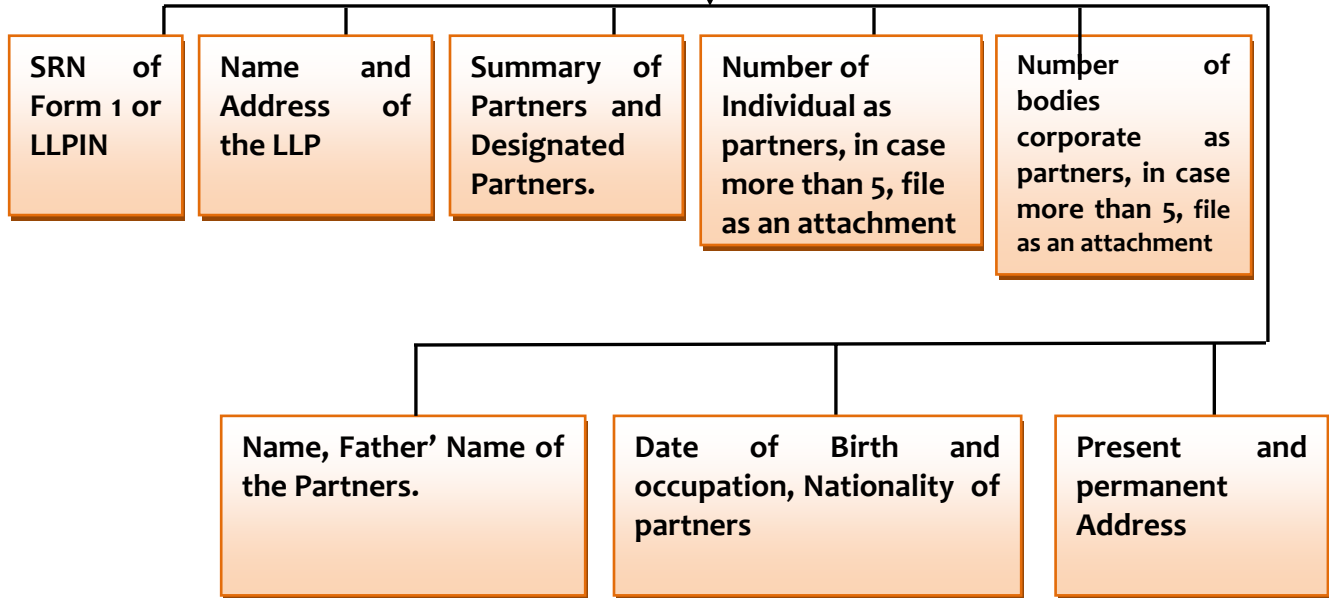 SRN of
Form 1 or
LLPIN
Name and
Address of
the LLP
Summary of
Partners and
Designated
Partners.
Number of
Individual as
partners, in case
more than 5, file
as an attachment
Number of
bodies
corporate as
partners, in case
more than 5, file
as an attachment
Name, Father' Name of
the Partners.
Date of Birth and
occupation, Nationality of
partners
Present and
permanent
Address